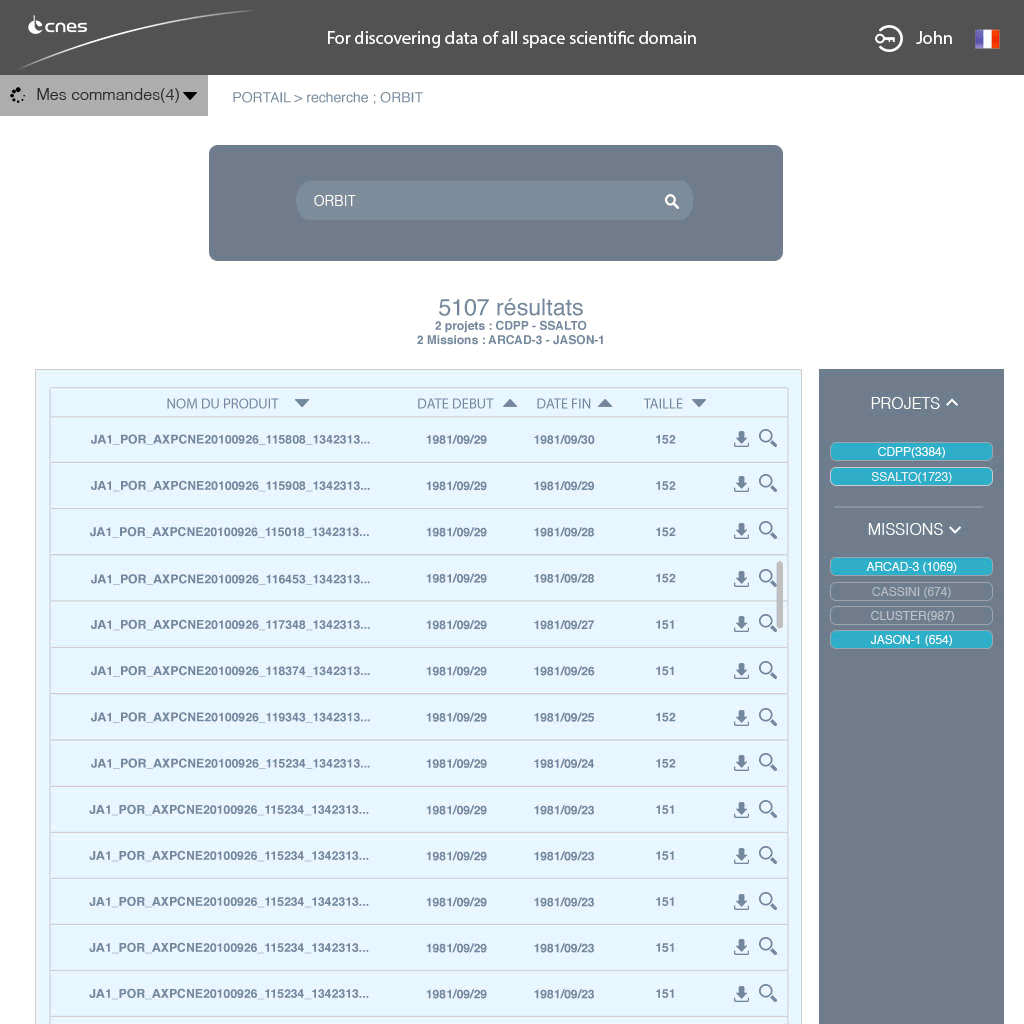 cnes
For discovering data of all space scientific domain
John
Mes commandes(4)
PORTAIL > recherche ; ORBIT
ORBIT
5107 résultats
2 projets : CDPP - SSALTO
2 Missions : ARCAD-3 - JASON-1
NOM DU PRODUIT DATE DEBUT DATE FIN TAILLE
JA1_POR_AXPCNE20100926_115808_1342313... 1981/09/29 1981/09/30 152
JA1_POR_AXPCNE20100926_115908_1342313... 1981/09/29 1981/09/29 152
JA1_POR_AXPCNE20100926_115018_1342313... 1981/09/29 1981/09/28 152
JA1_POR_AXPCNE20100926_116453_1342313... 1981/09/29 1981/09/28 152
JA1_POR_AXPCNE20100926_117348_1342313... 1981/09/29 1981/09/27 151
JA1_POR_AXPCNE20100926_118374_1342313... 1981/09/29 1981/09/26 151
JA1_POR_AXPCNE20100926_119343_1342313... 1981/09/29 1981/09/25 152
JA1_POR_AXPCNE20100926_115234_1342313... 1981/09/29 1981/09/24 152
JA1_POR_AXPCNE20100926_115234_1342313... 1981/09/29 1981/09/23 151
JA1_POR_AXPCNE20100926_115234_1342313... 1981/09/29 1981/09/23 151
JA1_POR_AXPCNE20100926_115234_1342313... 1981/09/29 1981/09/23 151
JA1_POR_AXPCNE20100926_115234_1342313... 1981/09/29 1981/09/23 151
JA1_POR_AXPCNE20100926_115234_1342313... 1981/09/29 1981/09/23 151
PROJETS
CDPP(3384)
SSALTO(1723)
MISSIONS
ARCAD-3 (1069)
CASSINI (674)
CLUSTER(987)
JASON-1 (654)